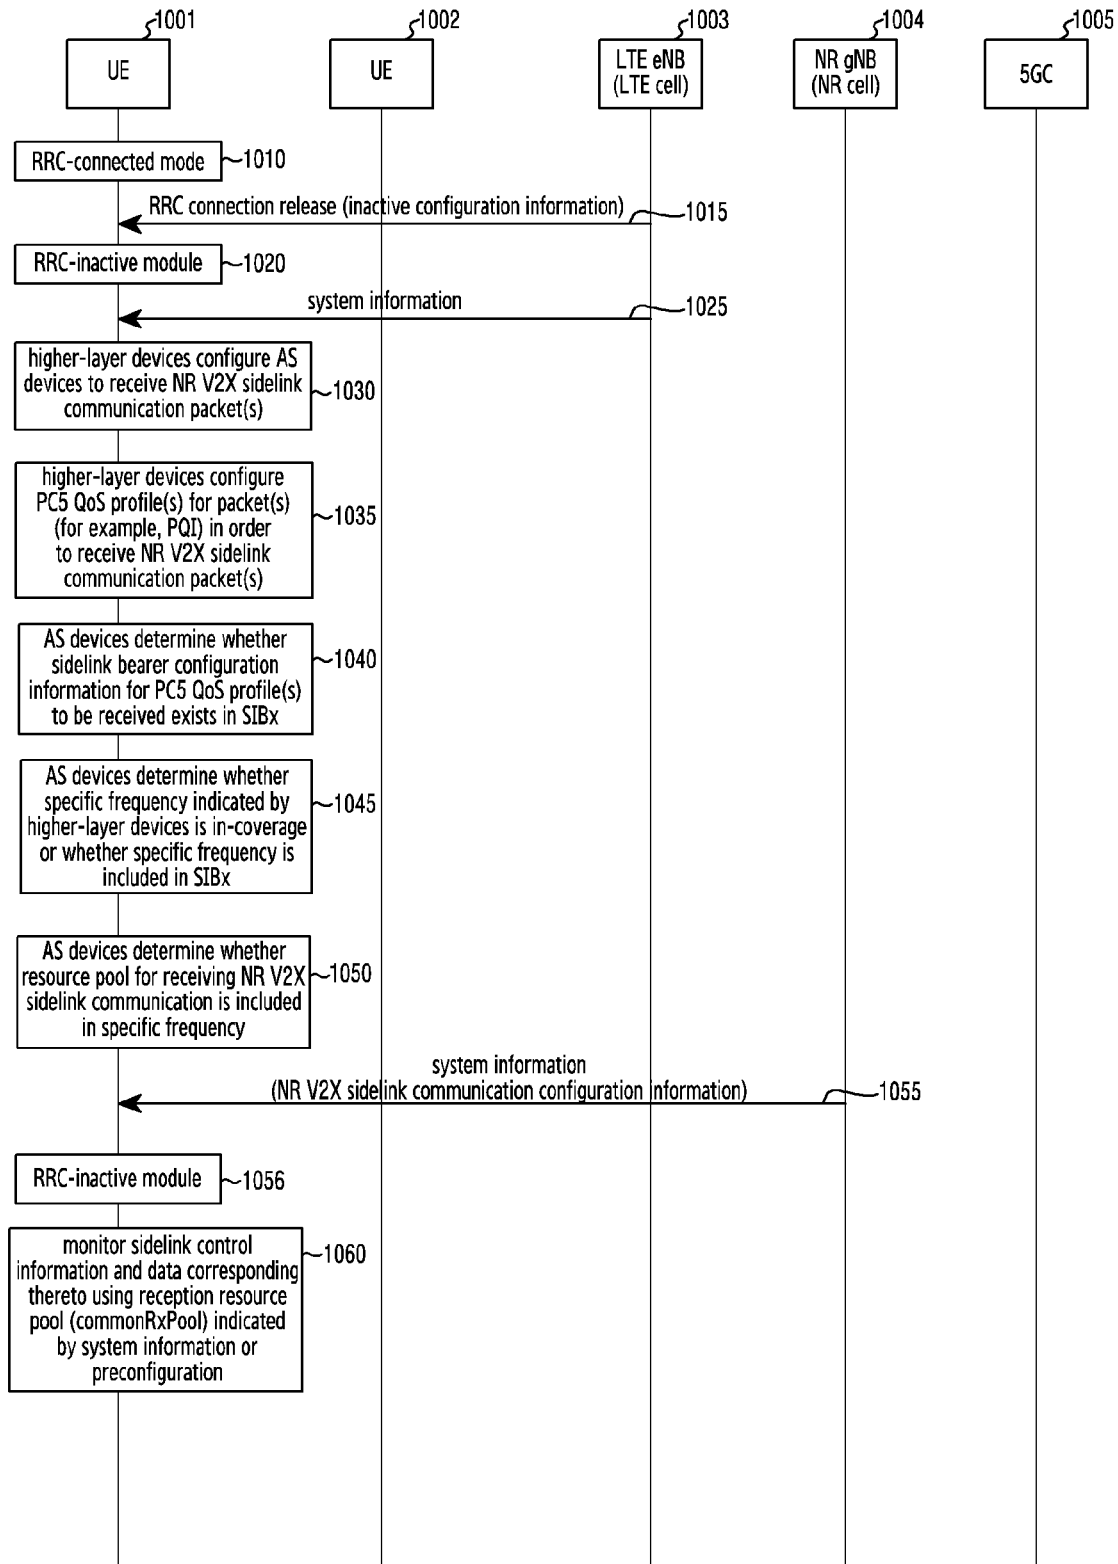 1001
1002
1003
1004
1005
UE
UE
LTE eNB
(LTE cell)
NR gNB
(NR cell)
5GC
RRC-connected mode
1010
RRC connection release (inactive configuration information)
1015
RRC-inactive module
1020
system information
1025
higher-layer devices configure AS
devices to receive NR V2X sidelink
communication packet(s)
1030
higher-layer devices configure
PC5 QoS profile(s) for packet(s)
(for example, PQI) in order
to receive NR V2X sidelink
communication packet(s)
1035
AS devices determine whether
sidelink bearer configuration
information for PC5 QoS profile(s)
to be received exists in SIBx
1040
AS devices determine whether
specific frequency indicated by
higher-layer devices is in-coverage
or whether specific frequency is
included in SIBx
1045
AS devices determine whether
resource pool for receiving NR V2X
sidelink communication is included
in specific frequency
1050
system information
(NR V2X sidelink communication configuration information)
1055
RRC-inactive module
1056
monitor sidelink control
information and data corresponding
thereto using reception resource
pool (commonRxPool) indicated
by system information or
preconfiguration
1060